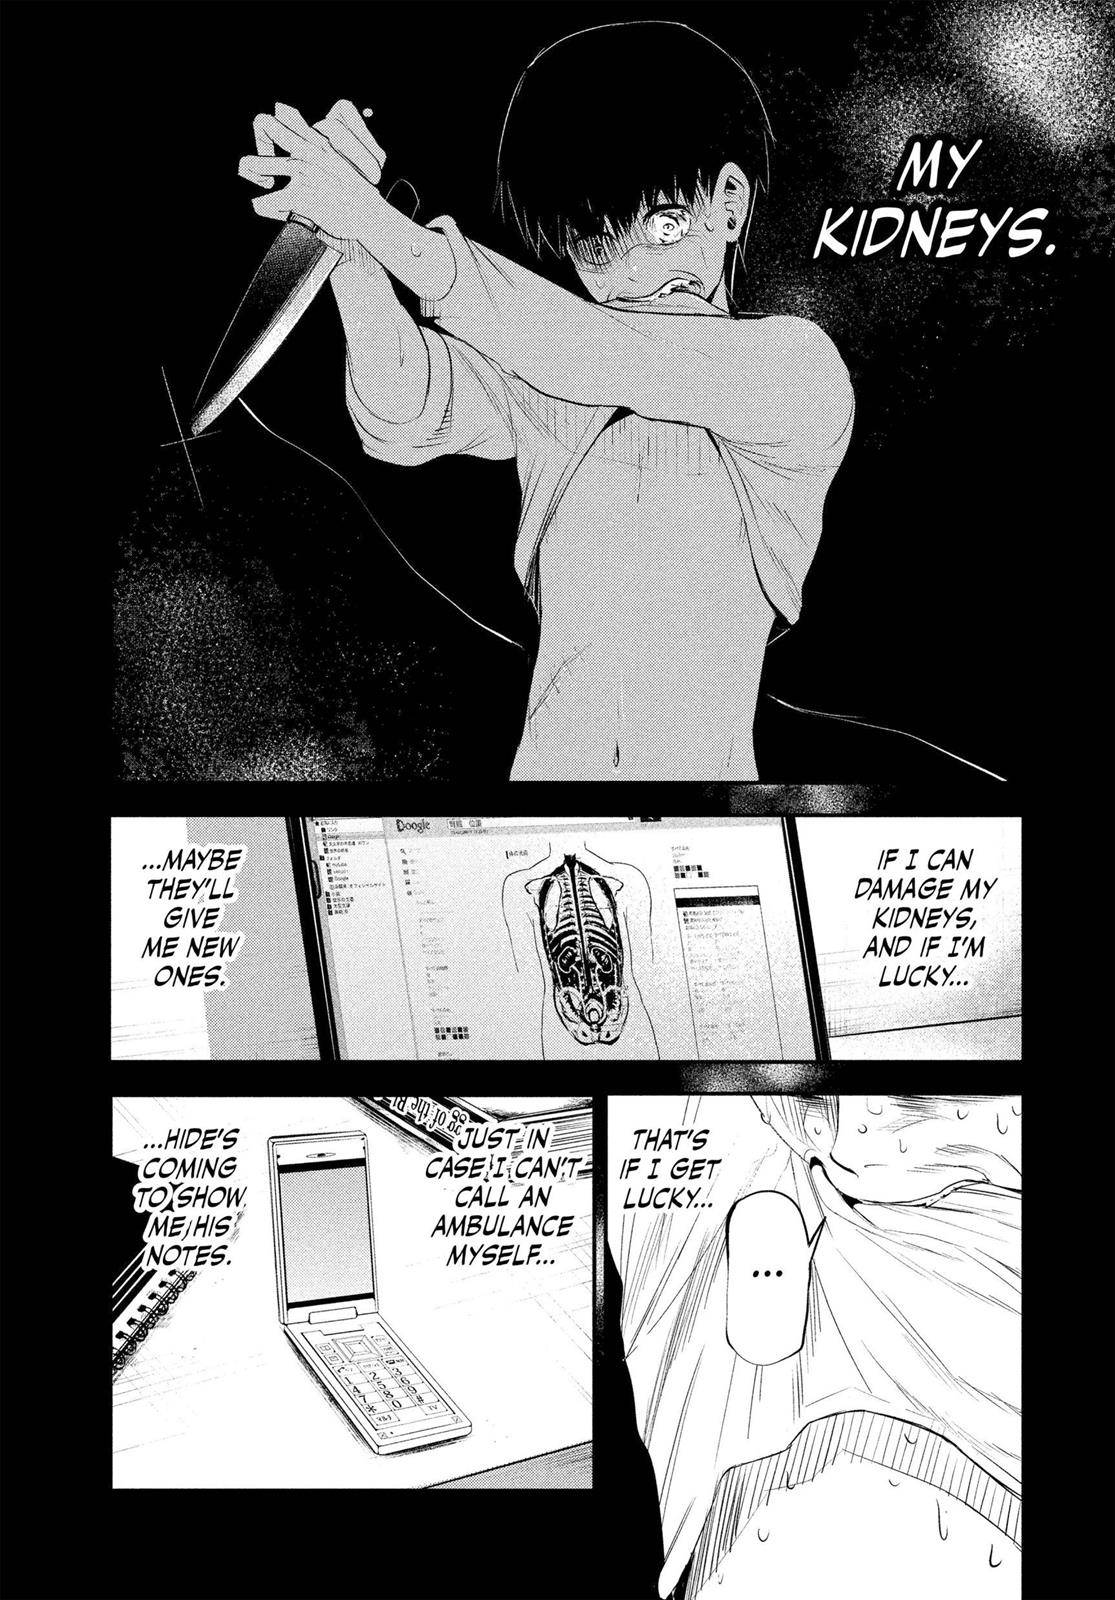 MY
KIDNEYS.
IF I CAN
DAMAGE MY
KIDNEYS,
AND IF I'M
LUCKY...
Doogle
...MAYBE
THEY'LL
GIVE
ME NEW
ONES.
THAT'S
IF I GET
LUCKY...
...
JUST IN
CASE I CAN'T
CALL AN
AMBULANCE
MYSELF...
...HIDE'S
COMING
TO SHOW
ME HIS
NOTES.